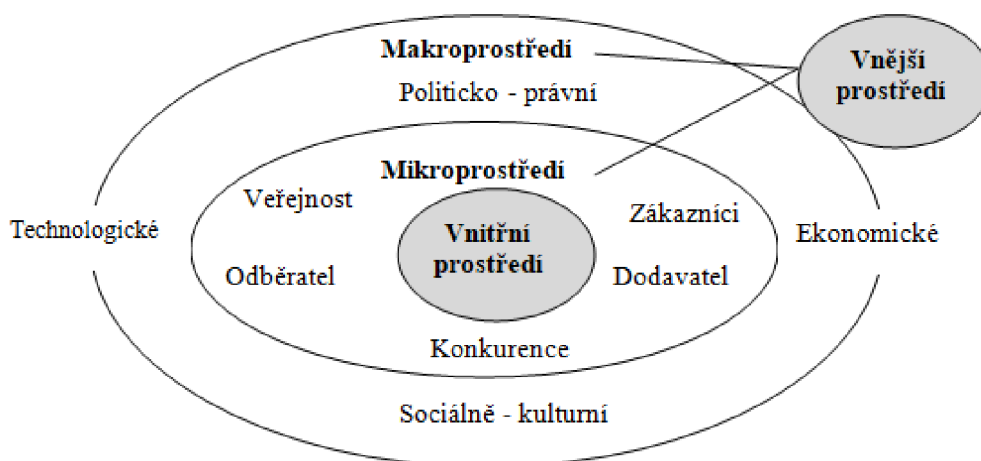 Makroprostředí
Vnější
prostředí
Politicko - právní
Mikroprostředí
Veřejnost
Zákazníci
Technologické
Vnitřní
prostředí
Ekonomické
Odběratel
Dodavatel
Konkurence
Sociálně - kulturní